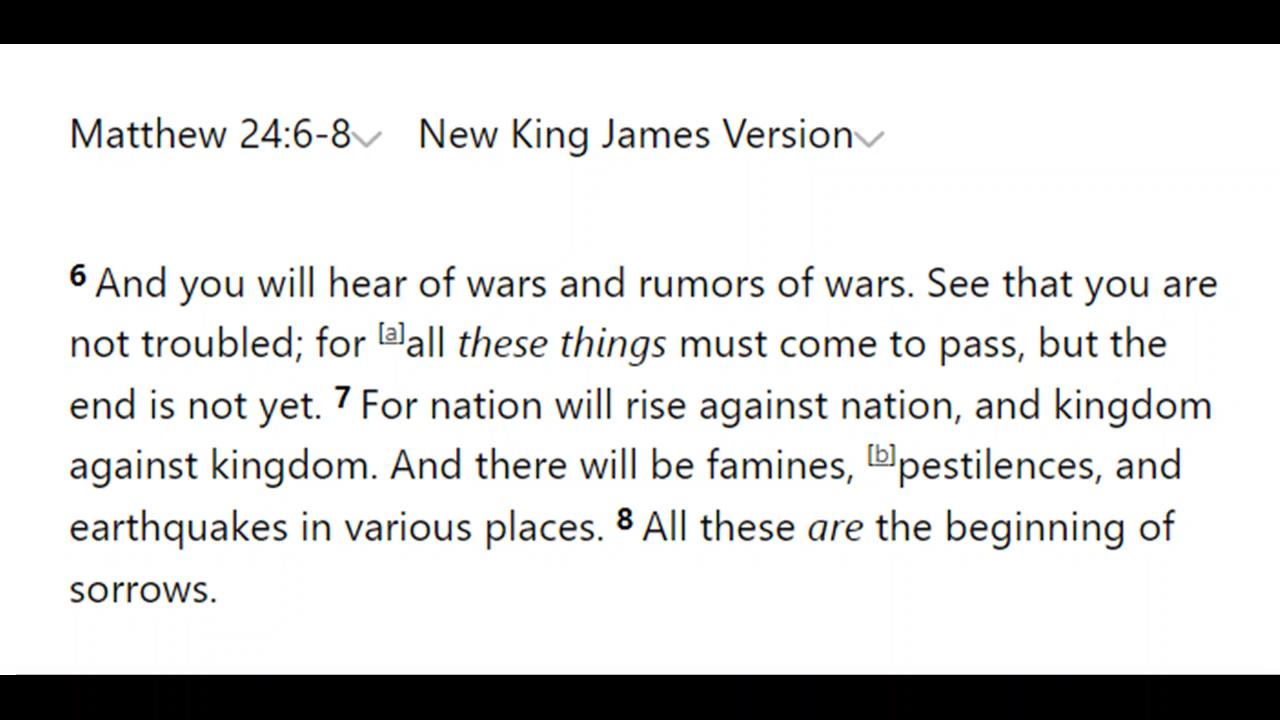 Matthew 24:6-8 New King James Version
6 And you will hear of wars and rumors of wars. See that you are
not troubled; for [a]all these things must come to pass, but the
end is not yet. 7 For nation will rise against nation, and kingdom
against kingdom. And there will be famines, [b]pestilences, and
earthquakes in various places. 8 All these are the beginning of
sorrows.